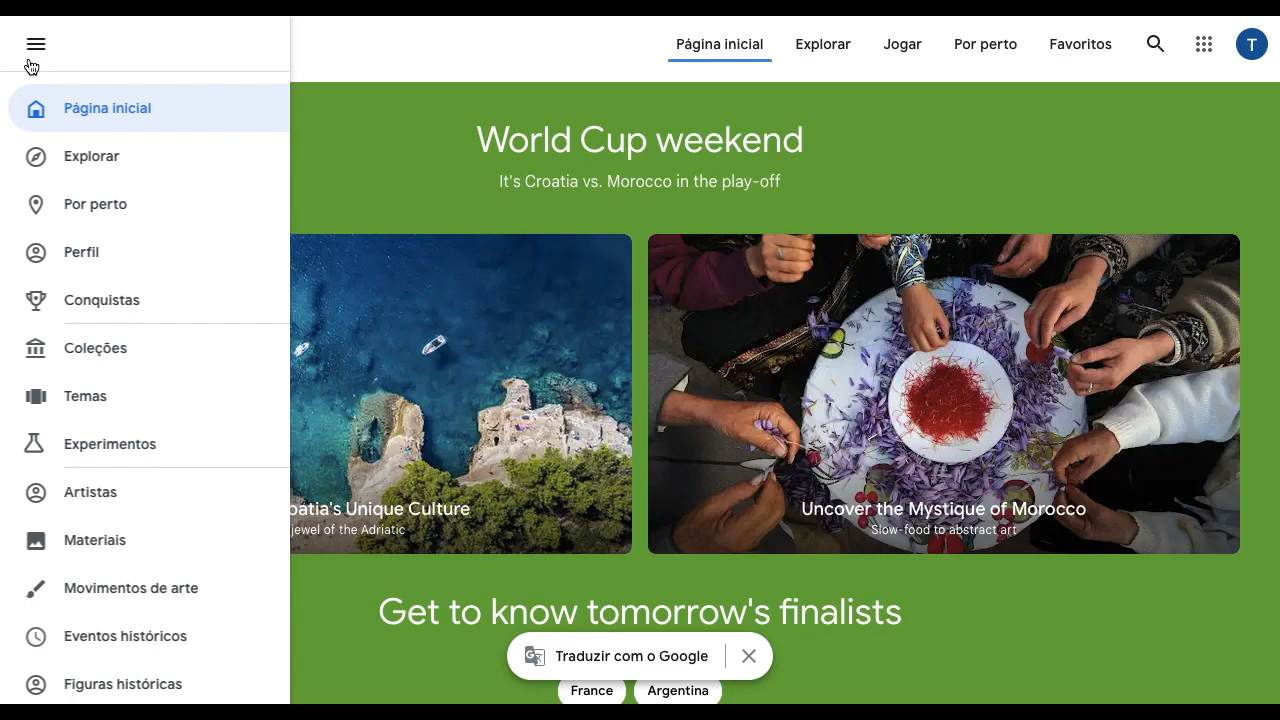 Página inicial
Explorar
Jogar
Por perto
Favoritos
T
Página inicial
Explorar
Por perto
Perfil
Conquistas
Coleções
Temas
Experimentos
Artistas
Materiais
Movimentos de arte
Eventos históricos
Figuras históricas
World Cup weekend
It's Croatia vs. Morocco in the play-off
oatia's Unique Culture
jewel of the Adriatic
Uncover the Mystique of Morocco
Slow-food to abstract art
Get to know tomorrow's finalists
Traduzir com o Google
France
Argentina